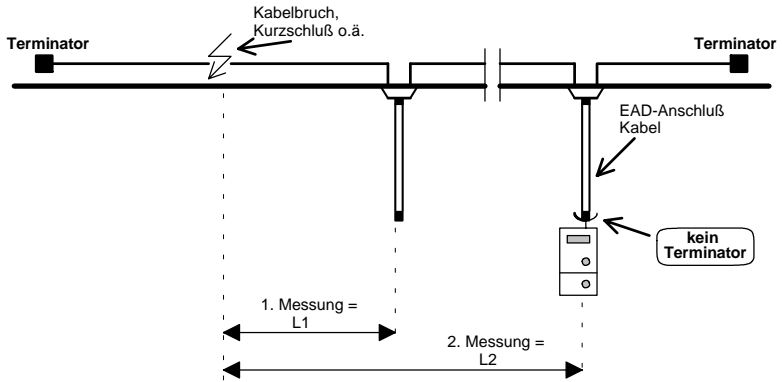 Kabelbruch,
Kurzschluß o.ä.
Terminator
Terminator
EAD-Anschluß
Kabel
kein
Terminator
1. Messung =
L1
2. Messung =
L2